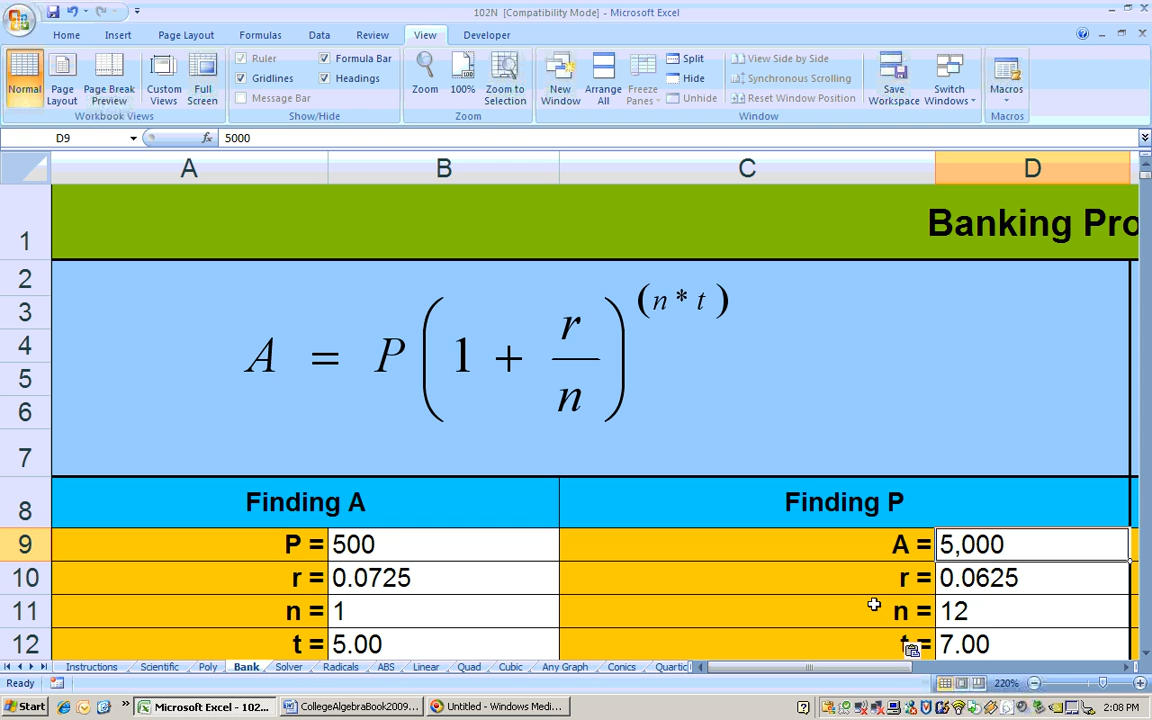 102N [Compatibility Mode] - Microsoft Excel
Home Insert Page Layout Formulas Data Review View Developer
Normal Page Layout Page Break Preview Custom Views Full Screen
Workbook Views
Ruler Formula Bar
Gridlines Headings
Message Bar
Show/Hide
Zoom 100% Zoom to Selection
Zoom
New Window Arrange All Freeze Panes
Split
Hide
Unhide
View Side by Side
Synchronous Scrolling
Reset Window Position
Save Workspace Switch Windows
Window
Macros
Macros
D9 fx 5000
A B C D
1 Banking Pro
2
3
4
5
6
7
A = P(1 + r/n)^(n * t)
8 Finding A Finding P
9 P = 500 A = 5,000
10 r = 0.0725 r = 0.0625
11 n = 1 n = 12
12 t = 5.00 t = 7.00
Instructions Scientific Poly Bank Solver Radicals ABS Linear Quad Cubic Any Graph Conics Quartic
Ready 220%
Start Microsoft Excel - 102... CollegeAlgebraBook2009... Untitled - Windows Medi... 2:08 PM